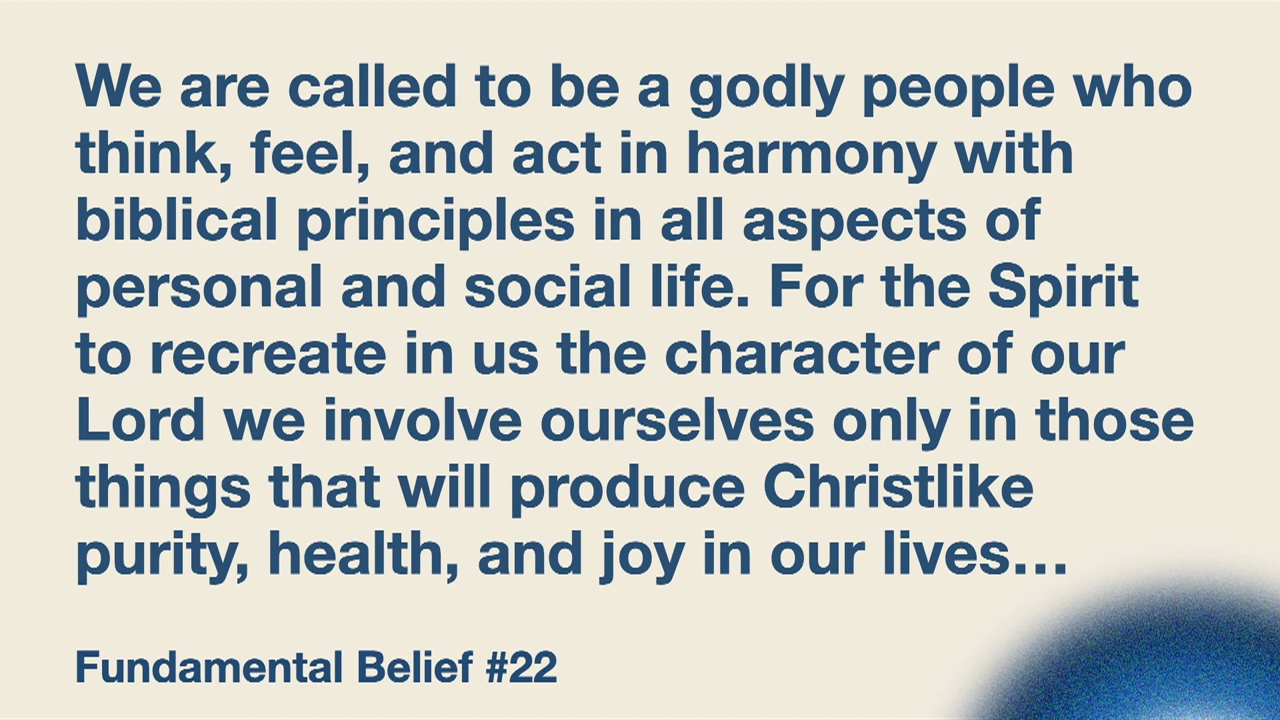 We are called to be a godly people who
think, feel, and act in harmony with
biblical principles in all aspects of
personal and social life. For the Spirit
to recreate in us the character of our
Lord we involve ourselves only in those
things that will produce Christlike
purity, health, and joy in our lives…
Fundamental Belief #22